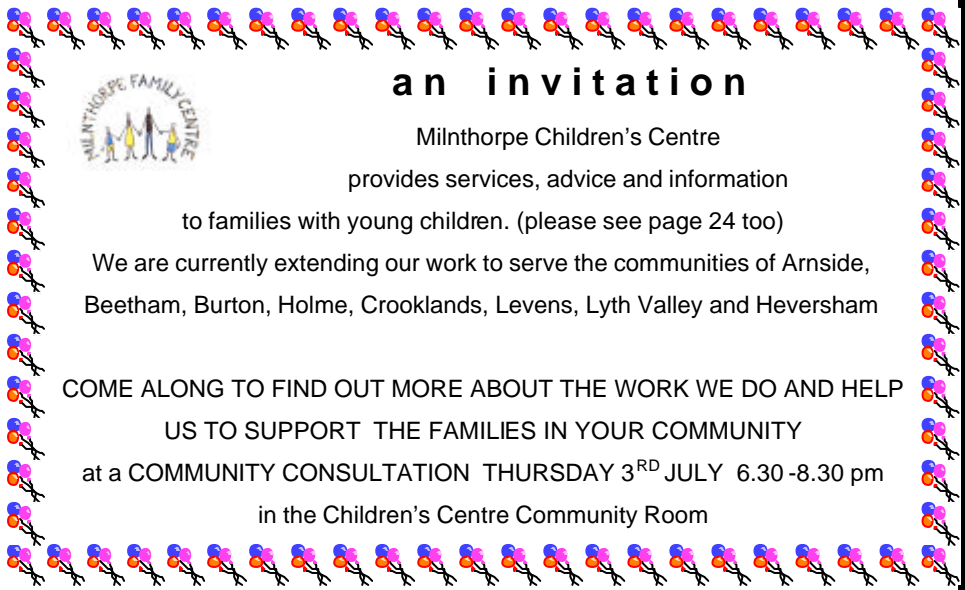 MILNTHORPE FAMILY CENTRE
an invitation
Milnthorpe Children's Centre
provides services, advice and information
to families with young children. (please see page 24 too)
We are currently extending our work to serve the communities of Arnside,
Beetham, Burton, Holme, Crooklands, Levens, Lyth Valley and Heversham
COME ALONG TO FIND OUT MORE ABOUT THE WORK WE DO AND HELP
US TO SUPPORT THE FAMILIES IN YOUR COMMUNITY
at a COMMUNITY CONSULTATION THURSDAY 3RD JULY 6.30 -8.30 pm
in the Children's Centre Community Room